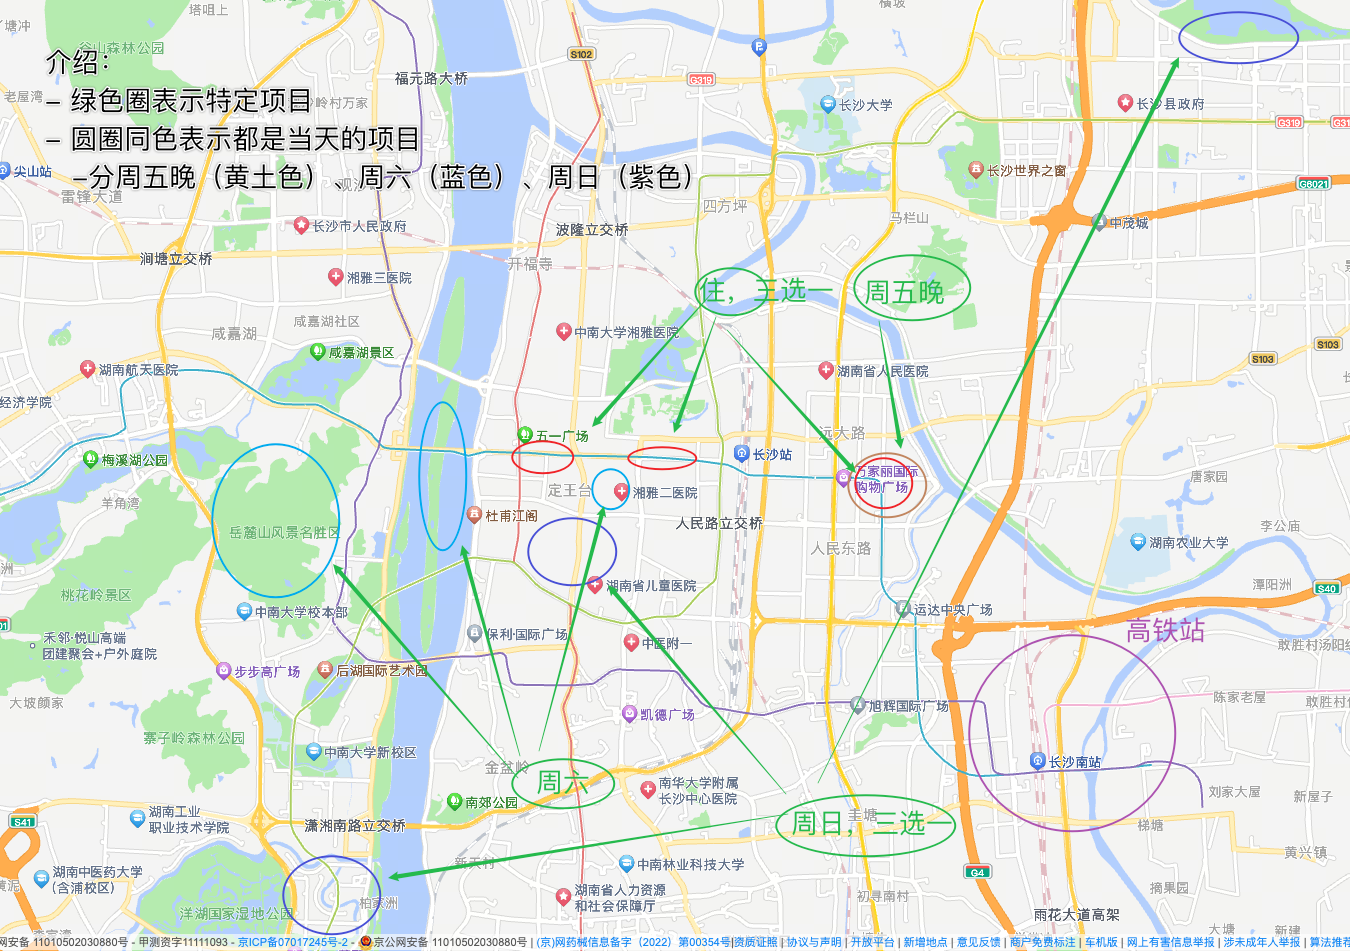 介绍：
– 绿色圈表示特定项目
– 圆圈同色表示都是当天的项目
–分周五晚（黄土色）、周六（蓝色）、周日（紫色）
塔咀上
横坡
塘冲
谷山森林公园
S102
福元路大桥
P
G319
老屋湾
岭村万家
长沙大学
长沙县政府
G319
尖山站
长沙世界之窗
雷锋大道
观沙
四方坪
G6021
长沙市人民政府
波隆立交桥
马栏山
中茂城
涧塘立交桥
开福寺
湘雅三医院
住，三选一
周五晚
咸嘉湖
咸嘉湖社区
中南大学湘雅医院
S103
S103
咸嘉湖景区
湖南航天医院
湖南省人民医院
经济学院
五一广场
远大路
梅溪湖公园
长沙站
万家丽国际
购物广场
唐家园
羊角湾
定王台
湘雅二医院
杜甫江阁
人民路立交桥
李公庙
岳麓山风景名胜区
人民东路
湖南农业大学
洲
桃花岭景区
湖南省儿童医院
潭阳洲
S40
中南大学校本部
运达中央广场
高铁站
禾邻·悦山高端
团建聚会+户外庭院
保利·国际广场
中医附一
敢胜村汤阳组
步步高广场
后湖国际艺术园
大坡颜家
陈家老屋
敢胜村
凯德广场
旭辉国际广场
寨子岭森林公园
中南大学新校区
金盆岭
周六
长沙南站
南华大学附属
长沙中心医院
刘家大屋
新屋子
南郊公园
湖南工业
职业技术学院
S41
潇湘南路立交桥
圭塘
周日，三选一
梯塘
黄兴镇
新天村
中南林业科技大学
湖南中医药大学
(含浦校区)
G4
黄泥
湖南省人力资源
和社会保障厅
柏家洲
初寻南村
摘果园
洋湖国家湿地公园
雨花大道高架
大塘
新建
网安备 11010502030880号 - 甲测资字11111093 - 京ICP备07017245号-2 - 京公网安备 11010502030880号 | (京)网药械信息备字（2022）第00354号|资质证照 | 协议与声明 | 开放平台 | 新增地点 | 意见反馈 | 商户免费标注 | 车机版 | 网上有害信息举报 | 涉未成年人举报 | 算法推荐